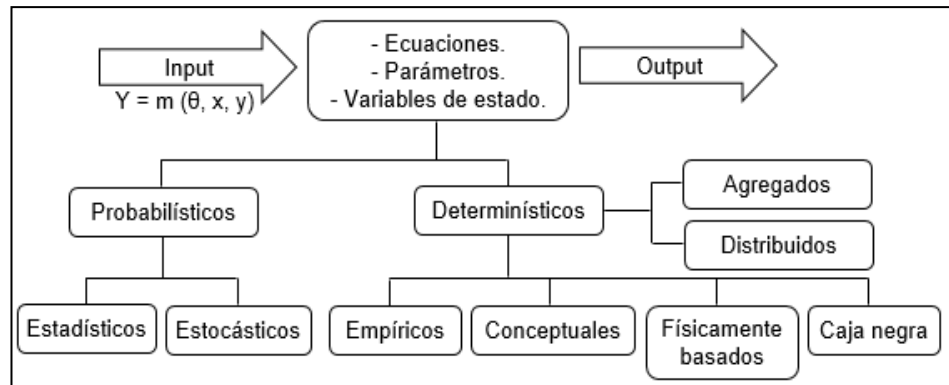 Input
Y = m (θ, x, y)
- Ecuaciones.
- Parámetros.
- Variables de estado.
Output
Probabilísticos
Determinísticos
Agregados
Distribuidos
Estadísticos
Estocásticos
Empíricos
Conceptuales
Físicamente
basados
Caja negra